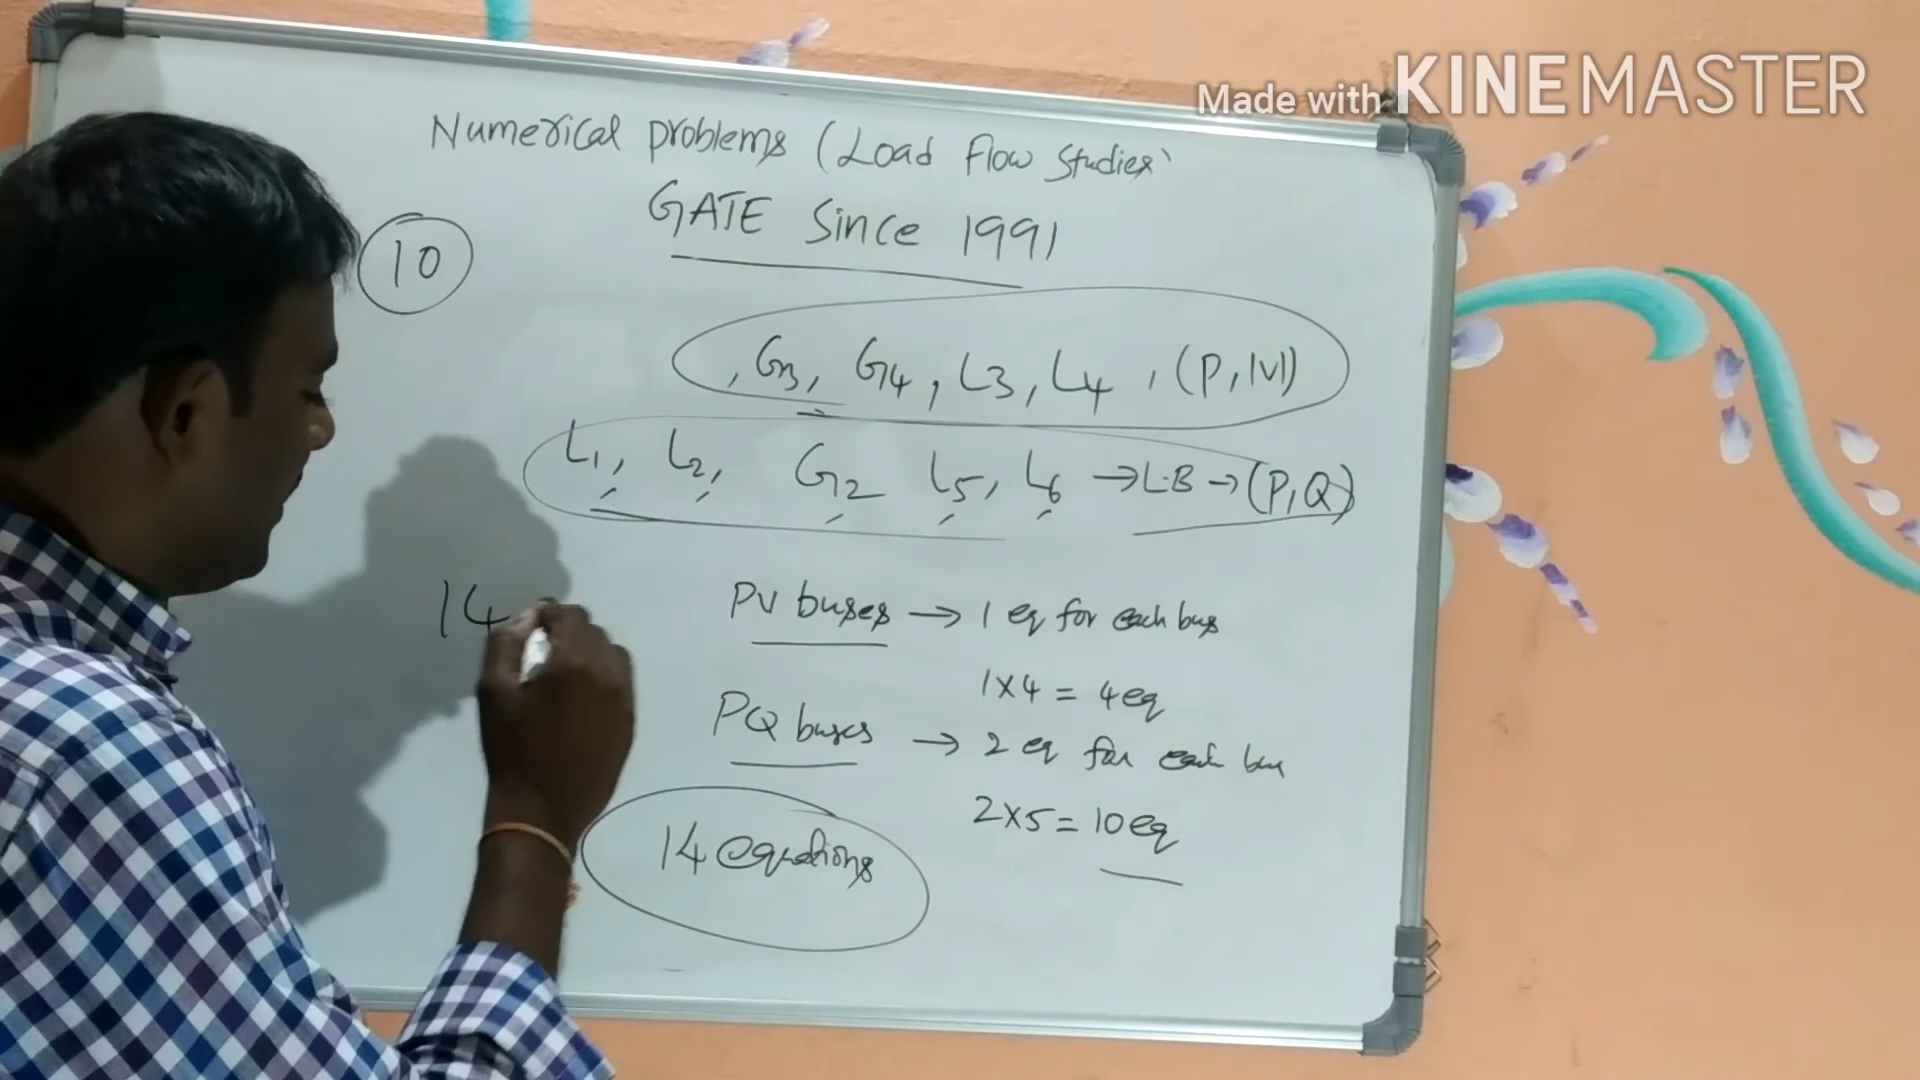 Made with KINEMASTER
Numerical problems (Load Flow Studies)
GATE Since 1991
10
, G3, G4, L3, L4, (P, |V|)
L1, L2, G2 L5, L6 → L.B → (P, Q)
14
PV buses → 1 eq for each bus
1x4 = 4eq
PQ buses → 2 eq for each bus
2x5 = 10 eq
14 equations